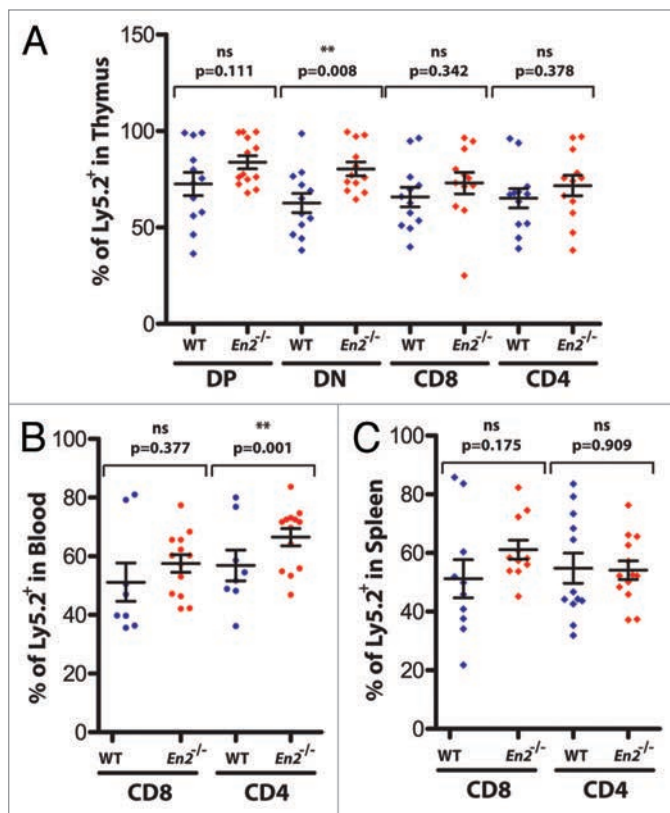 A
% of Ly5.2+ in Thymus
150
100
50
0
ns
p=0.111
**
p=0.008
ns
p=0.342
ns
p=0.378
WT En2-/- WT En2-/- WT En2-/- WT En2-/-
DP DN CD8 CD4
B
% of Ly5.2+ in Blood
100
80
60
40
20
0
ns
p=0.377
**
p=0.001
WT En2-/- WT En2-/-
CD8 CD4
C
% of Ly5.2+ in Spleen
100
80
60
40
20
0
ns
p=0.175
ns
p=0.909
WT En2-/- WT En2-/-
CD8 CD4